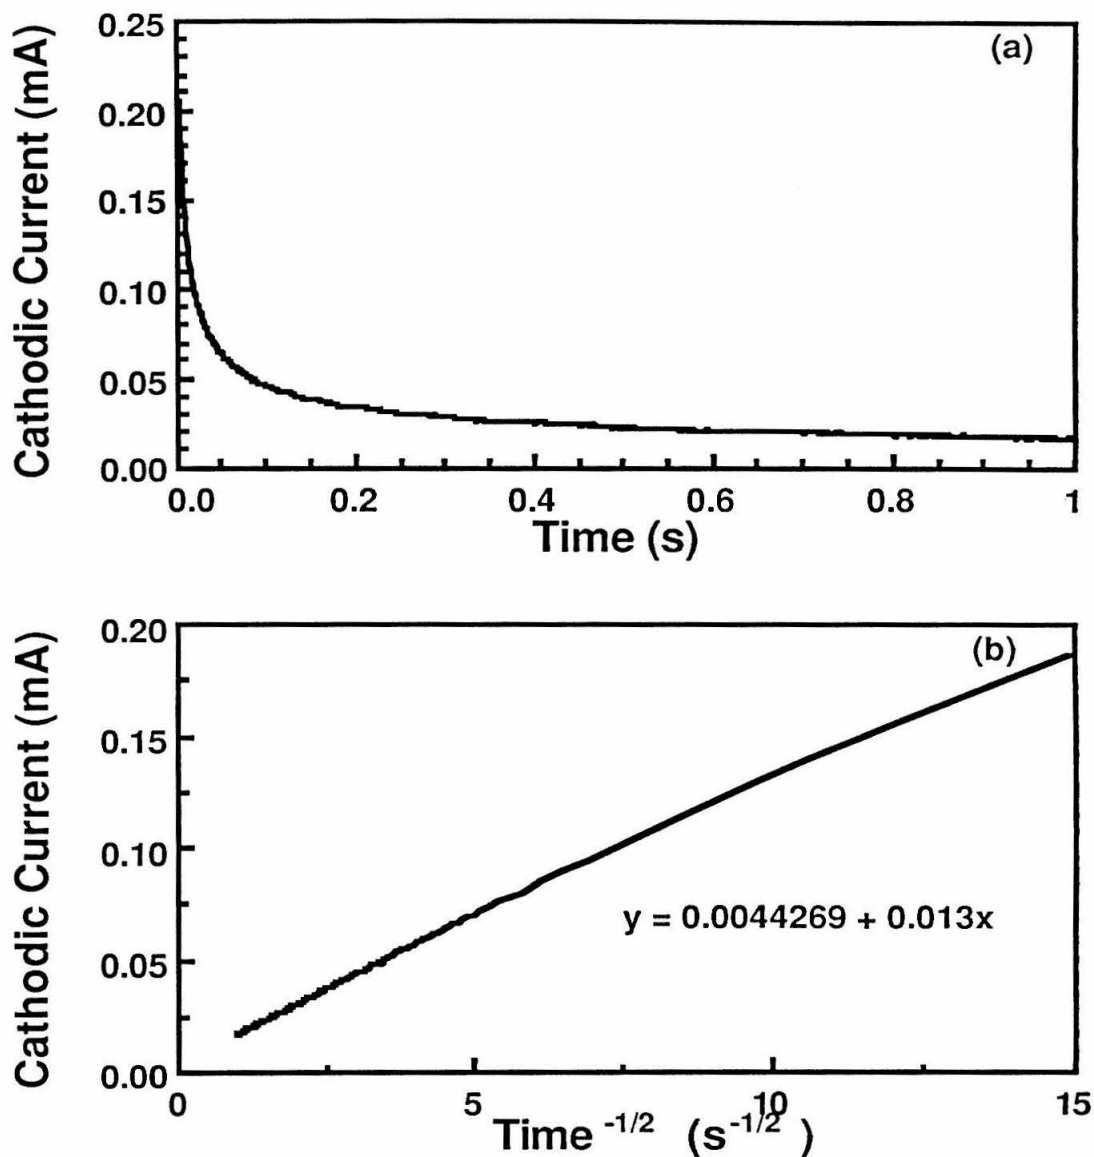 (a)
Cathodic Current (mA)
0.25
0.20
0.15
0.10
0.05
0.00
0.0 0.2 0.4 0.6 0.8 1
Time (s)
(b)
Cathodic Current (mA)
0.20
0.15
0.10
0.05
0.00
y = 0.0044269 + 0.013x
0 5 10 15
Time -1/2 (s-1/2 )